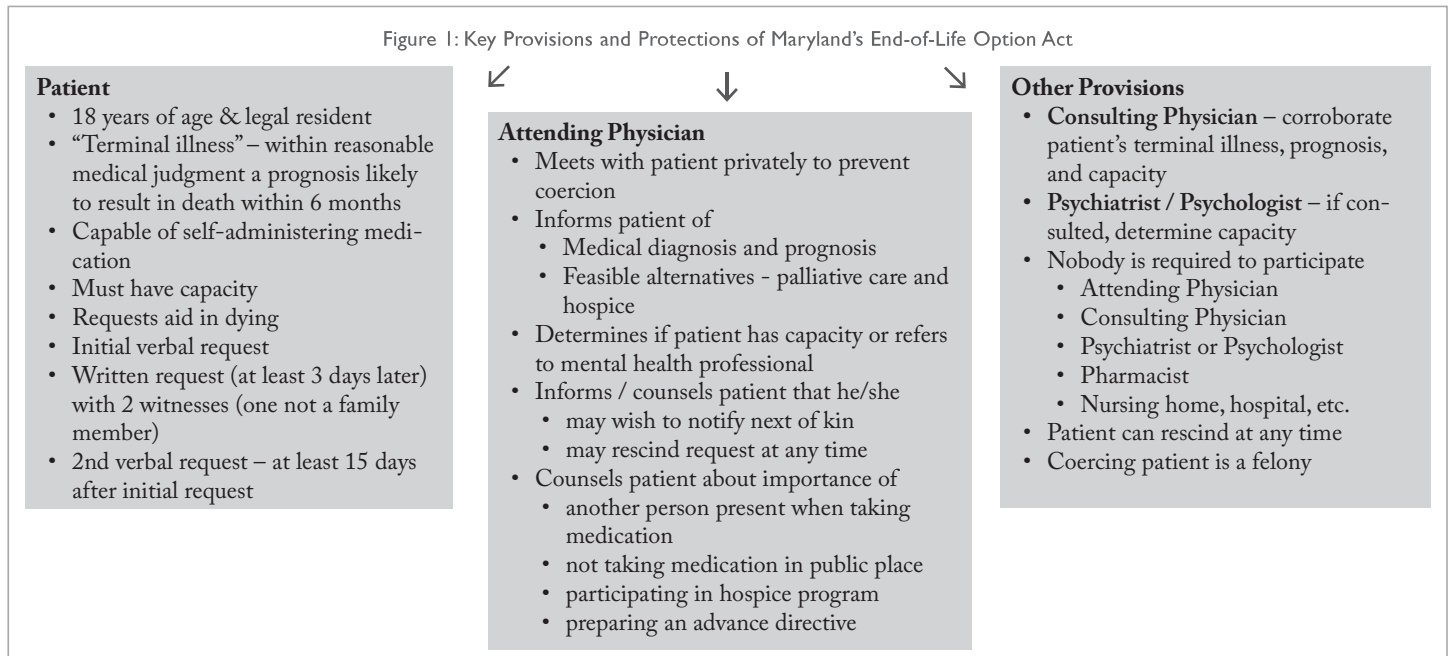 Figure 1: Key Provisions and Protections of Maryland's End-of-Life Option Act
Patient
• 18 years of age & legal resident
• “Terminal illness” – within reasonable
medical judgment a prognosis likely
to result in death within 6 months
• Capable of self-administering medi-
cation
• Must have capacity
• Requests aid in dying
• Initial verbal request
• Written request (at least 3 days later)
with 2 witnesses (one not a family
member)
• 2nd verbal request – at least 15 days
after initial request
Attending Physician
• Meets with patient privately to prevent
coercion
• Informs patient of
• Medical diagnosis and prognosis
• Feasible alternatives - palliative care and
hospice
• Determines if patient has capacity or refers
to mental health professional
• Informs / counsels patient that he/she
• may wish to notify next of kin
• may rescind request at any time
• Counsels patient about importance of
• another person present when taking
medication
• not taking medication in public place
• participating in hospice program
• preparing an advance directive
Other Provisions
• Consulting Physician – corroborate
patient’s terminal illness, prognosis,
and capacity
• Psychiatrist / Psychologist – if con-
sulted, determine capacity
• Nobody is required to participate
• Attending Physician
• Consulting Physician
• Psychiatrist or Psychologist
• Pharmacist
• Nursing home, hospital, etc.
• Patient can rescind at any time
• Coercing patient is a felony